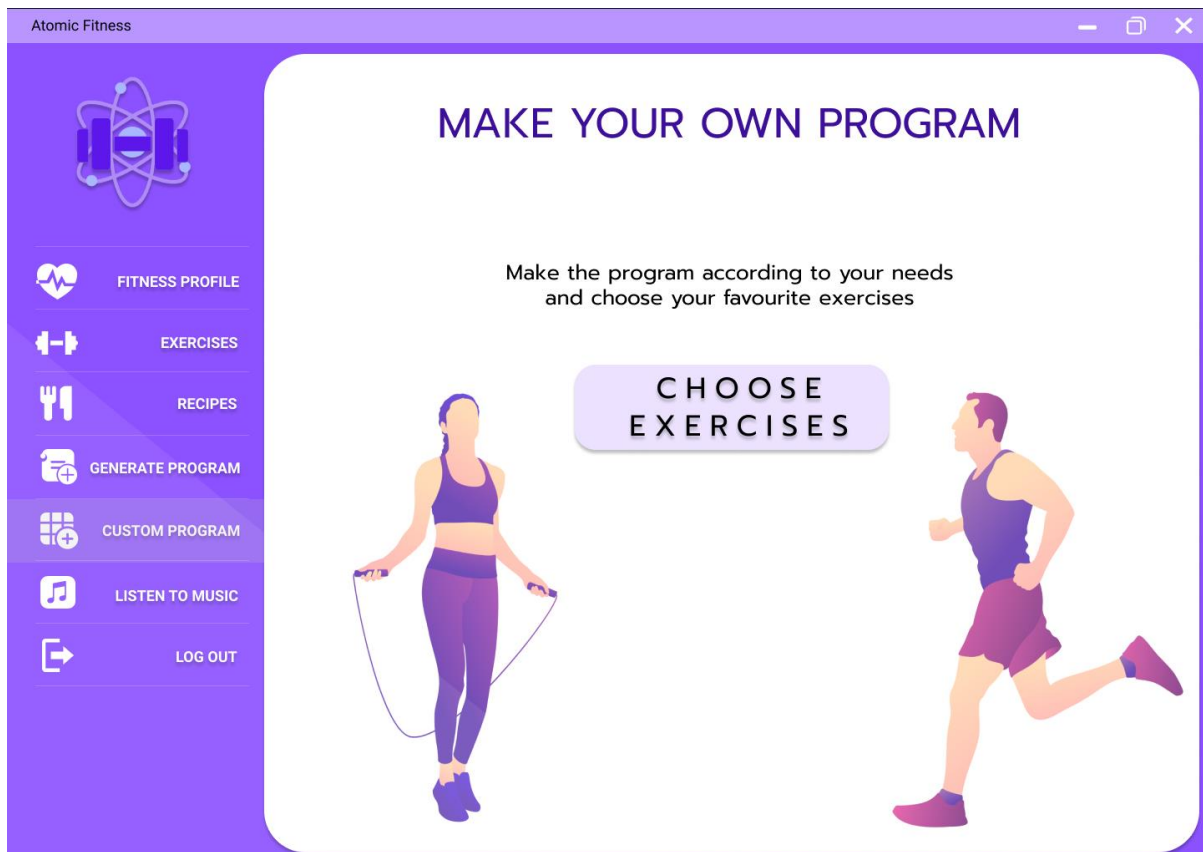 Atomic Fitness
MAKE YOUR OWN PROGRAM
FITNESS PROFILE
EXERCISES
RECIPES
GENERATE PROGRAM
CUSTOM PROGRAM
LISTEN TO MUSIC
LOG OUT
Make the program according to your needs
and choose your favourite exercises
CHOOSE
EXERCISES